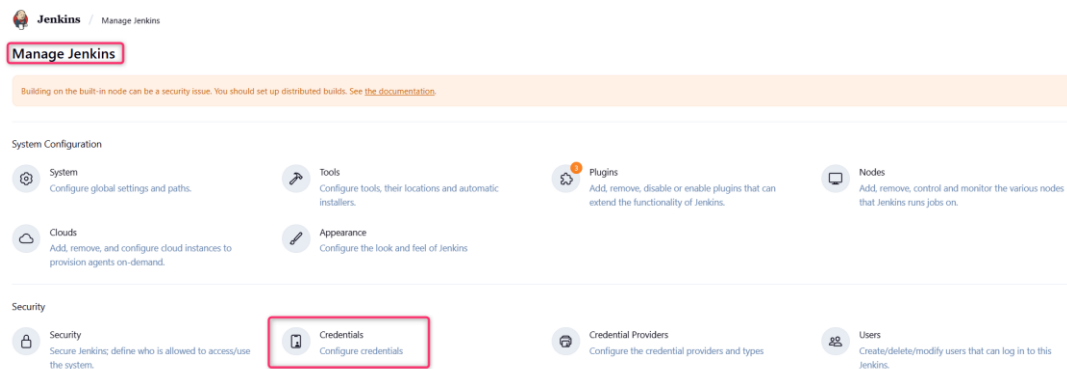 Jenkins / Manage Jenkins
Manage Jenkins
Building on the built-in node can be a security issue. You should set up distributed builds. See the documentation.
System Configuration
System
Configure global settings and paths.
Tools
Configure tools, their locations and automatic
installers.
3
Plugins
Add, remove, disable or enable plugins that can
extend the functionality of Jenkins.
Nodes
Add, remove, control and monitor the various nodes
that Jenkins runs jobs on.
Clouds
Add, remove, and configure cloud instances to
provision agents on-demand.
Appearance
Configure the look and feel of Jenkins
Security
Security
Secure Jenkins; define who is allowed to access/use
the system.
Credentials
Configure credentials
Credential Providers
Configure the credential providers and types
Users
Create/delete/modify users that can log in to this
Jenkins.